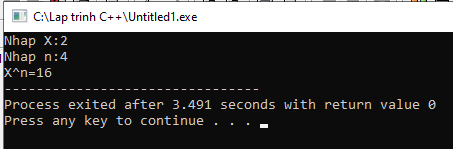 C:\Lap trinh C++\Untitled1.exe
Nhap X:2
Nhap n:4
X^n=16
--------------------------------
Process exited after 3.491 seconds with return value 0
Press any key to continue . . .